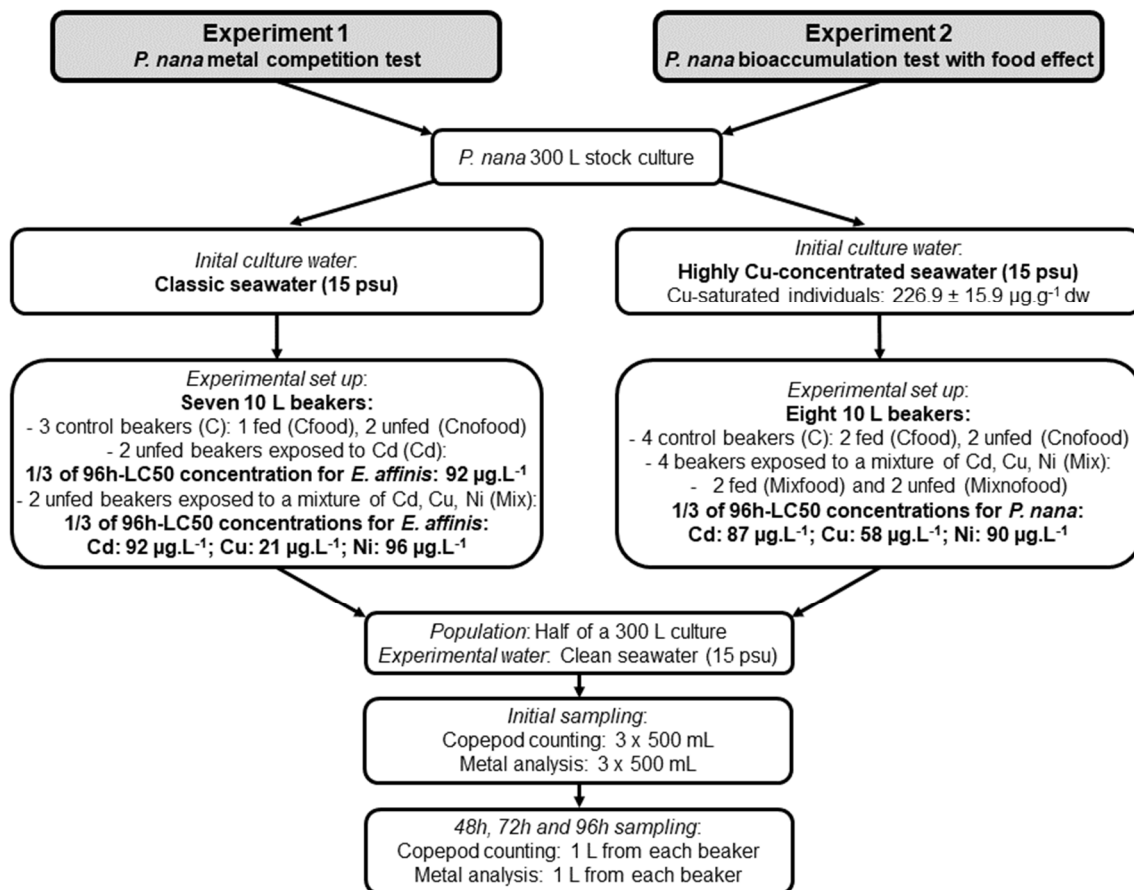 Experiment 1
P. nana metal competition test
Experiment 2
P. nana bioaccumulation test with food effect
P. nana 300 L stock culture
Inital culture water:
Classic seawater (15 psu)
Initial culture water:
Highly Cu-concentrated seawater (15 psu)
Cu-saturated individuals: 226.9 ± 15.9 µg.g⁻¹ dw
Experimental set up:
Seven 10 L beakers:
- 3 control beakers (C): 1 fed (Cfood), 2 unfed (Cnofood)
- 2 unfed beakers exposed to Cd (Cd):
1/3 of 96h-LC50 concentration for E. affinis: 92 µg.L⁻¹
- 2 unfed beakers exposed to a mixture of Cd, Cu, Ni (Mix):
1/3 of 96h-LC50 concentrations for E. affinis:
Cd: 92 µg.L⁻¹; Cu: 21 µg.L⁻¹; Ni: 96 µg.L⁻¹
Experimental set up:
Eight 10 L beakers:
- 4 control beakers (C): 2 fed (Cfood), 2 unfed (Cnofood)
- 4 beakers exposed to a mixture of Cd, Cu, Ni (Mix):
- 2 fed (Mixfood) and 2 unfed (Mixnofood)
1/3 of 96h-LC50 concentrations for P. nana:
Cd: 87 µg.L⁻¹; Cu: 58 µg.L⁻¹; Ni: 90 µg.L⁻¹
Population: Half of a 300 L culture
Experimental water: Clean seawater (15 psu)
Initial sampling:
Copepod counting: 3 x 500 mL
Metal analysis: 3 x 500 mL
48h, 72h and 96h sampling:
Copepod counting: 1 L from each beaker
Metal analysis: 1 L from each beaker